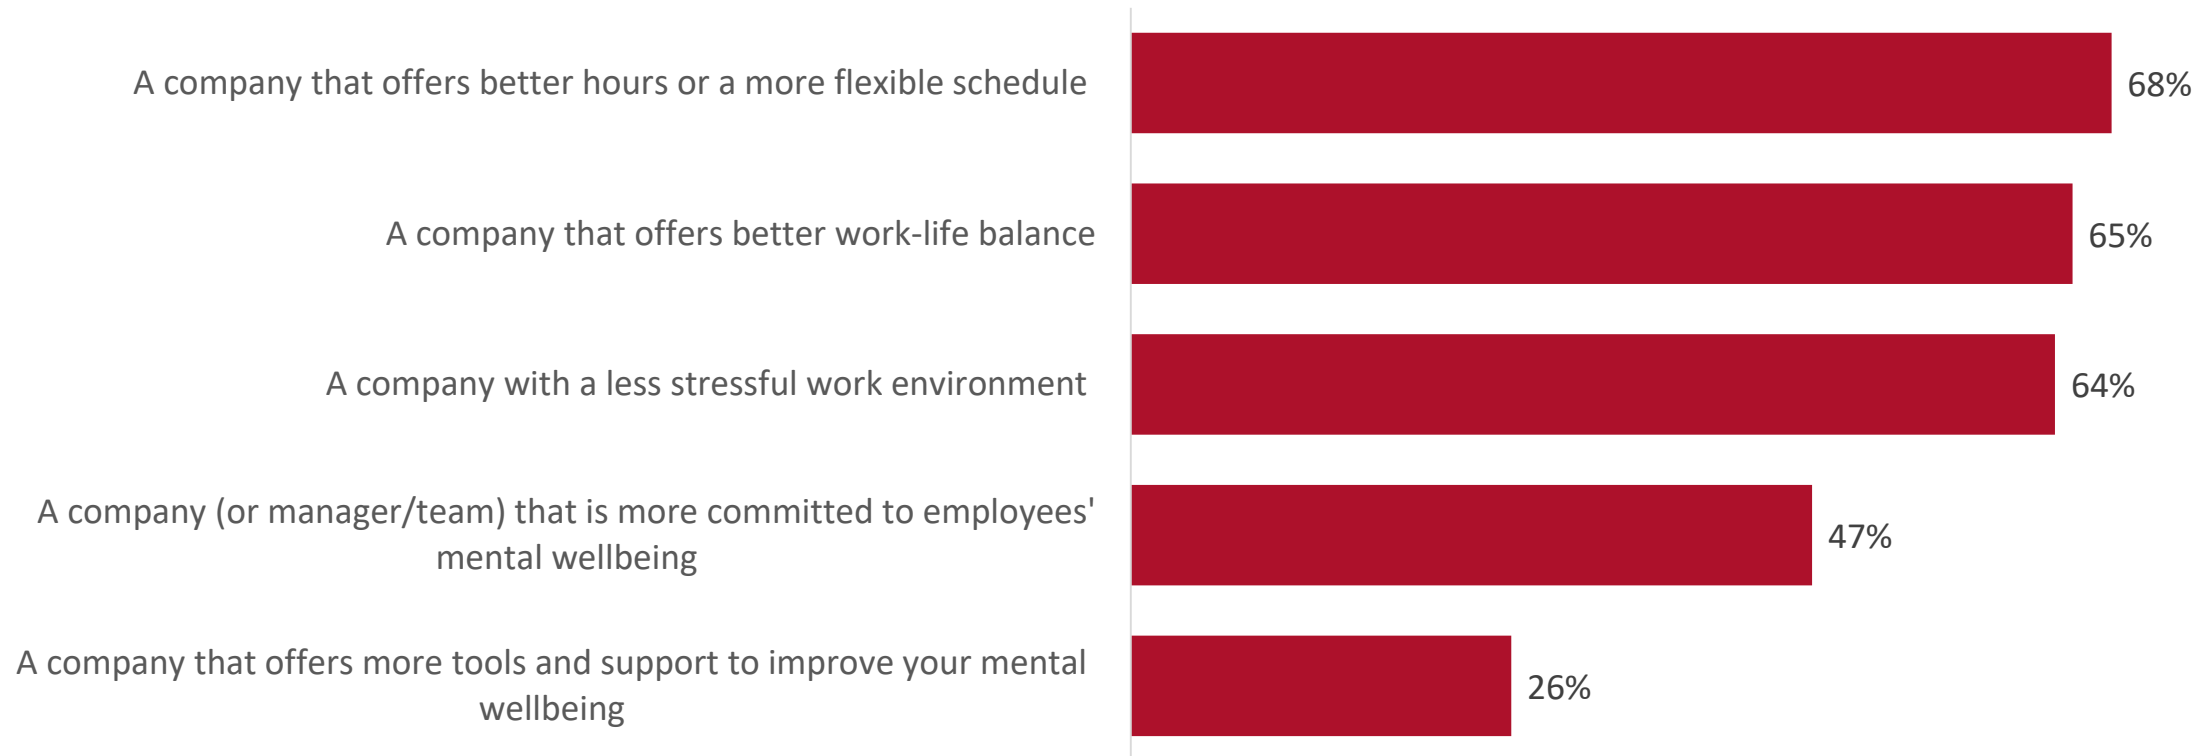 A company that offers better hours or a more flexible schedule
68%
A company that offers better work-life balance
65%
A company with a less stressful work environment
64%
A company (or manager/team) that is more committed to employees'
mental wellbeing
47%
A company that offers more tools and support to improve your mental
wellbeing
26%